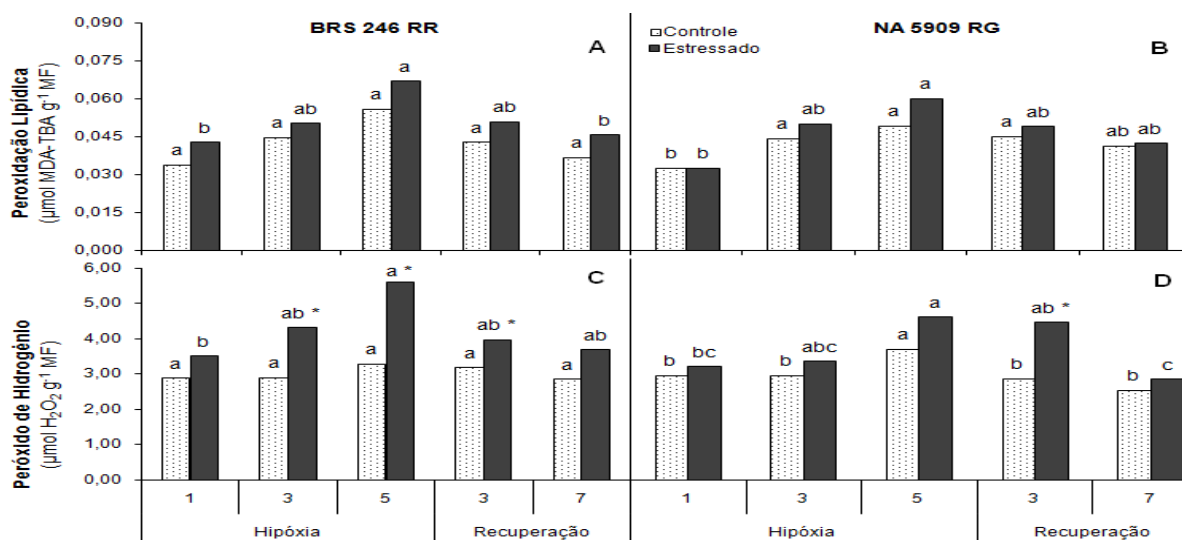 BRS 246 RR
NA 5909 RG
Controle
Estressado
A
B
Peroxidação Lipídica
(µmol MDA-TBA g⁻¹ MF)
0,090
0,075
0,060
0,045
0,030
0,015
0,000
a b a ab a a a ab a b
b b a ab a a a ab ab ab
C
D
Peróxido de Hidrogênio
(µmol H₂O₂ g⁻¹ MF)
6,00
5,00
4,00
3,00
2,00
1,00
0,00
a b a ab * a a * a ab * a ab
b bc b abc a a b ab * b c
1 3 5 3 7 1 3 5 3 7
Hipóxia Recuperação Hipóxia Recuperação